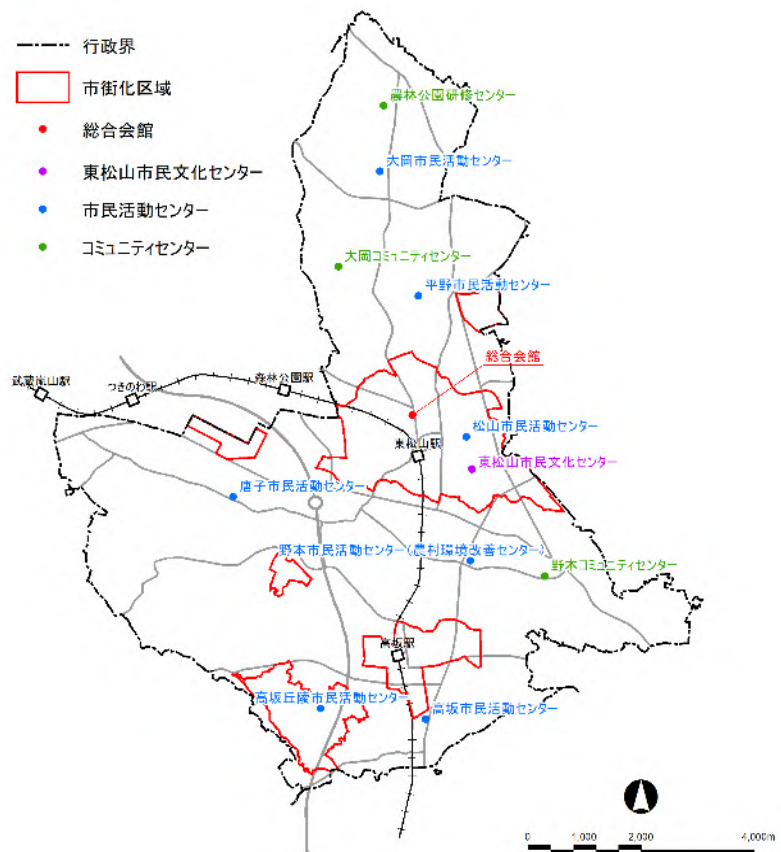 行政界
市街化区域
総合会館
東松山市民文化センター
市民活動センター
コミュニティセンター
農林公園研修センター
大岡市民活動センター
大岡コミュニティセンター
平野市民活動センター
総合会館
武蔵嵐山駅
つきのわ駅
森林公園駅
東松山駅
松山市民活動センター
東松山市民文化センター
唐子市民活動センター
野本市民活動センター(農村環境改善センター)
野本コミュニティセンター
高坂駅
高坂丘陵市民活動センター
高坂市民活動センター
0 1,000 2,000 4,000m